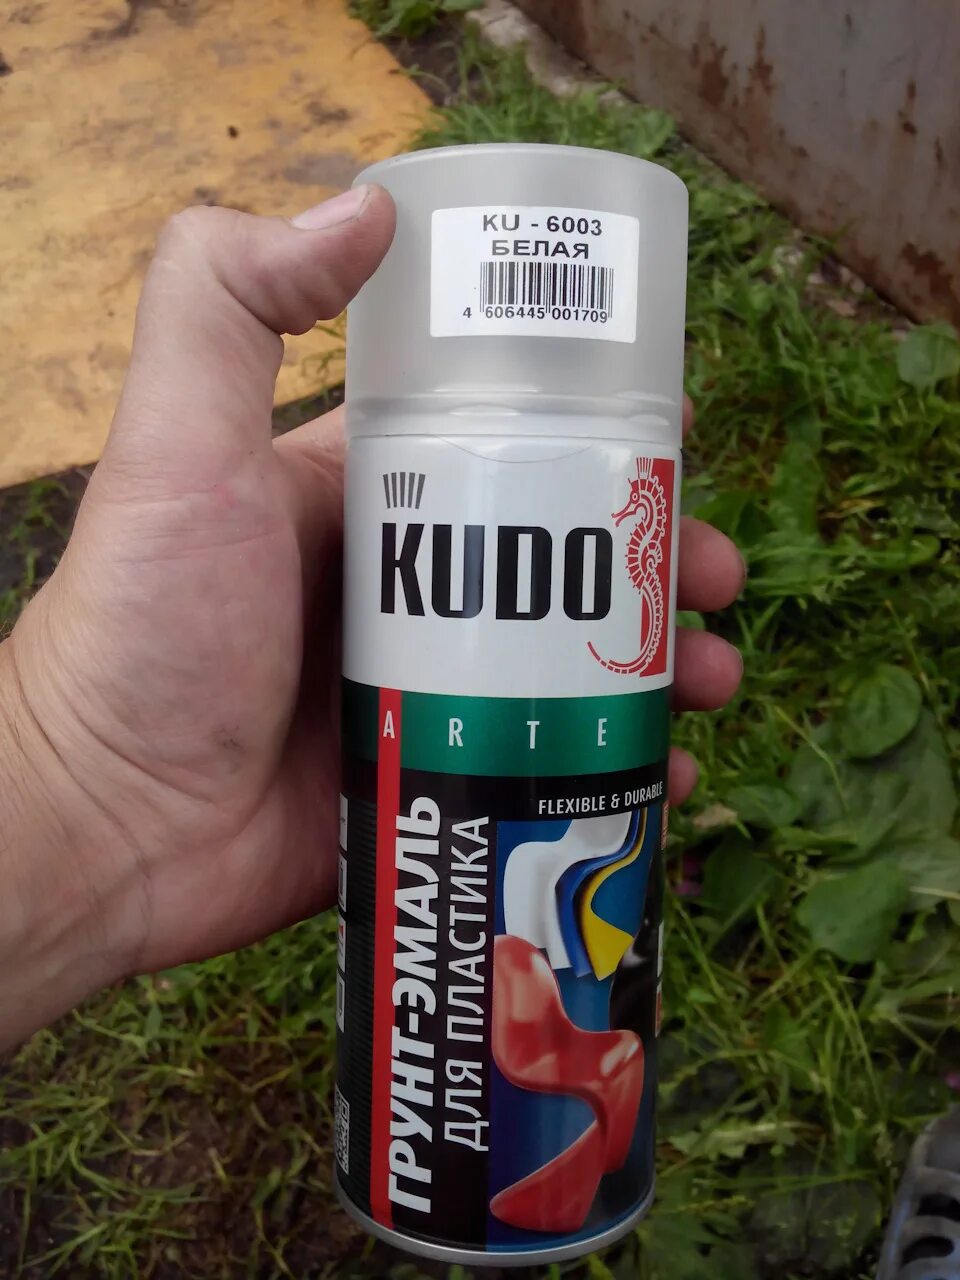 KU - 6003
БЕЛАЯ
4 606445 001709
KUDO
ARTE
FLEXIBLE & DURABLE
ГРУНТ-ЭМАЛЬ
ДЛЯ ПЛАСТИКА